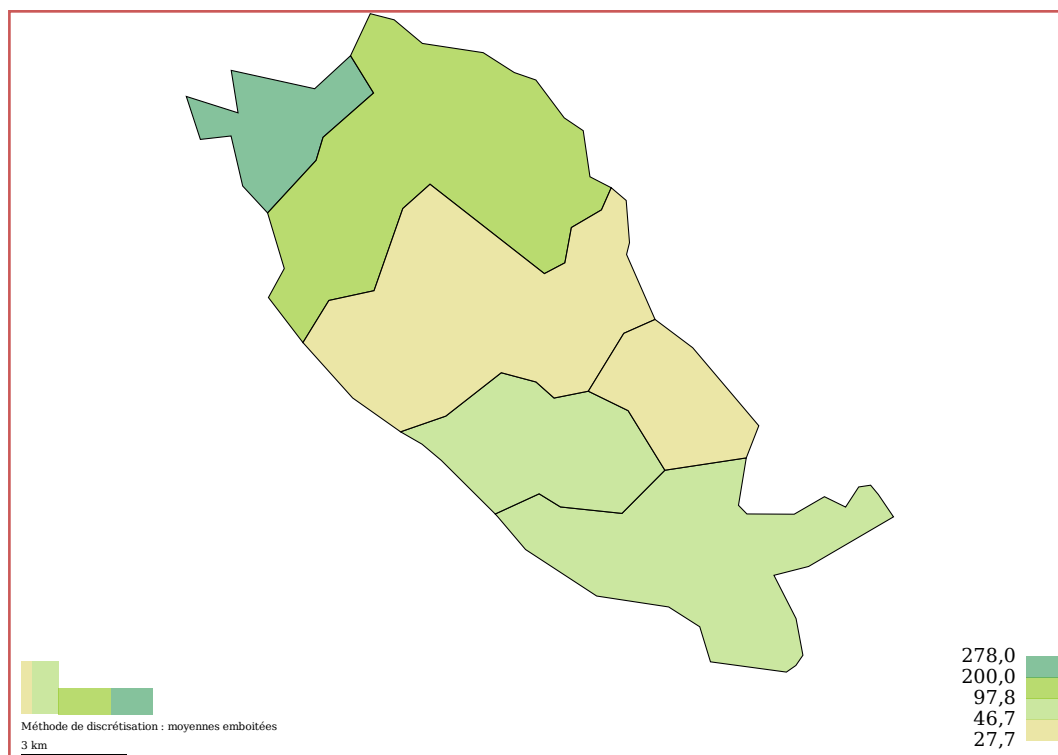 278,0
200,0
97,8
46,7
27,7
Méthode de discrétisation : moyennes emboitées
3 km